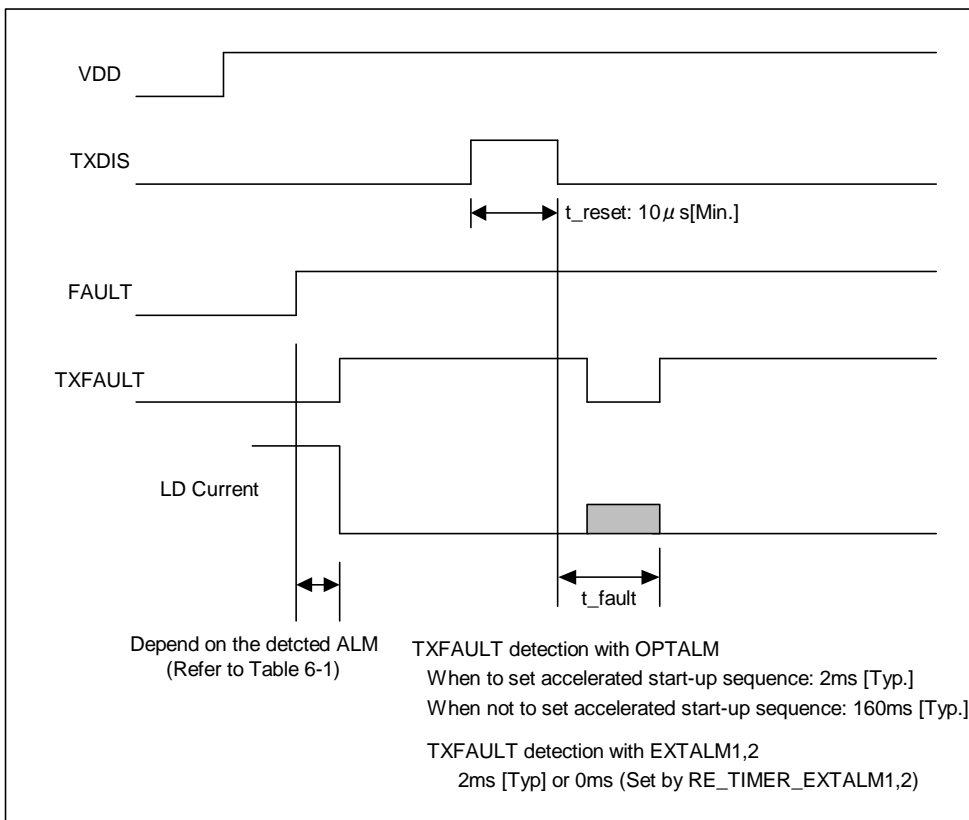 VDD
TXDIS
t_reset: 10μs[Min.]
FAULT
TXFAULT
LD Current
t_fault
Depend on the detcted ALM
(Refer to Table 6-1)
TXFAULT detection with OPTALM
When to set accelerated start-up sequence: 2ms [Typ.]
When not to set accelerated start-up sequence: 160ms [Typ.]
TXFAULT detection with EXTALM1,2
2ms [Typ] or 0ms (Set by RE_TIMER_EXTALM1,2)